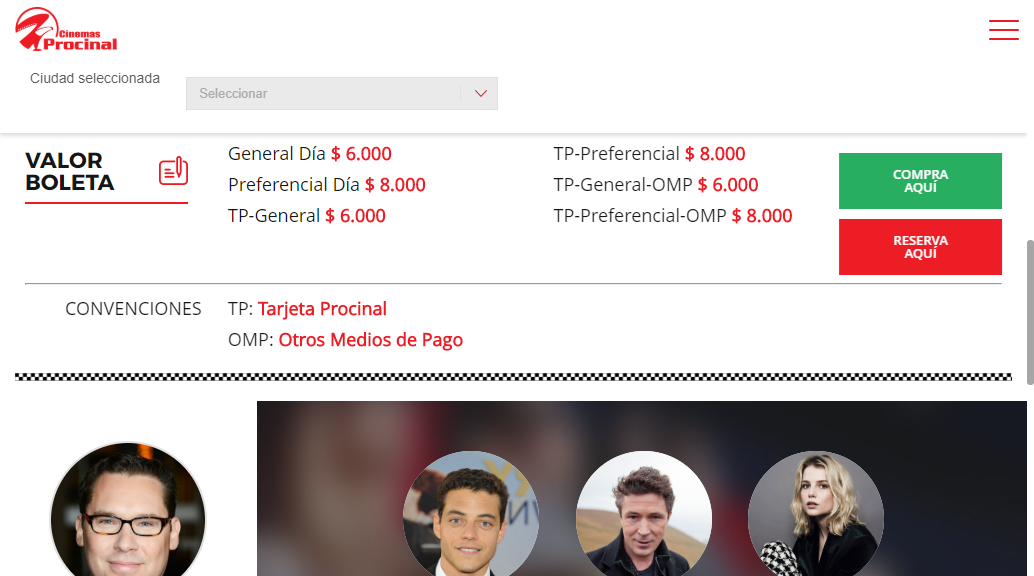 Cinemas
Procinal
Ciudad seleccionada
Seleccionar
VALOR
BOLETA
General Día $ 6.000
Preferencial Día $ 8.000
TP-General $ 6.000
TP-Preferencial $ 8.000
TP-General-OMP $ 6.000
TP-Preferencial-OMP $ 8.000
COMPRA
AQUÍ
RESERVA
AQUÍ
CONVENCIONES
TP: Tarjeta Procinal
OMP: Otros Medios de Pago